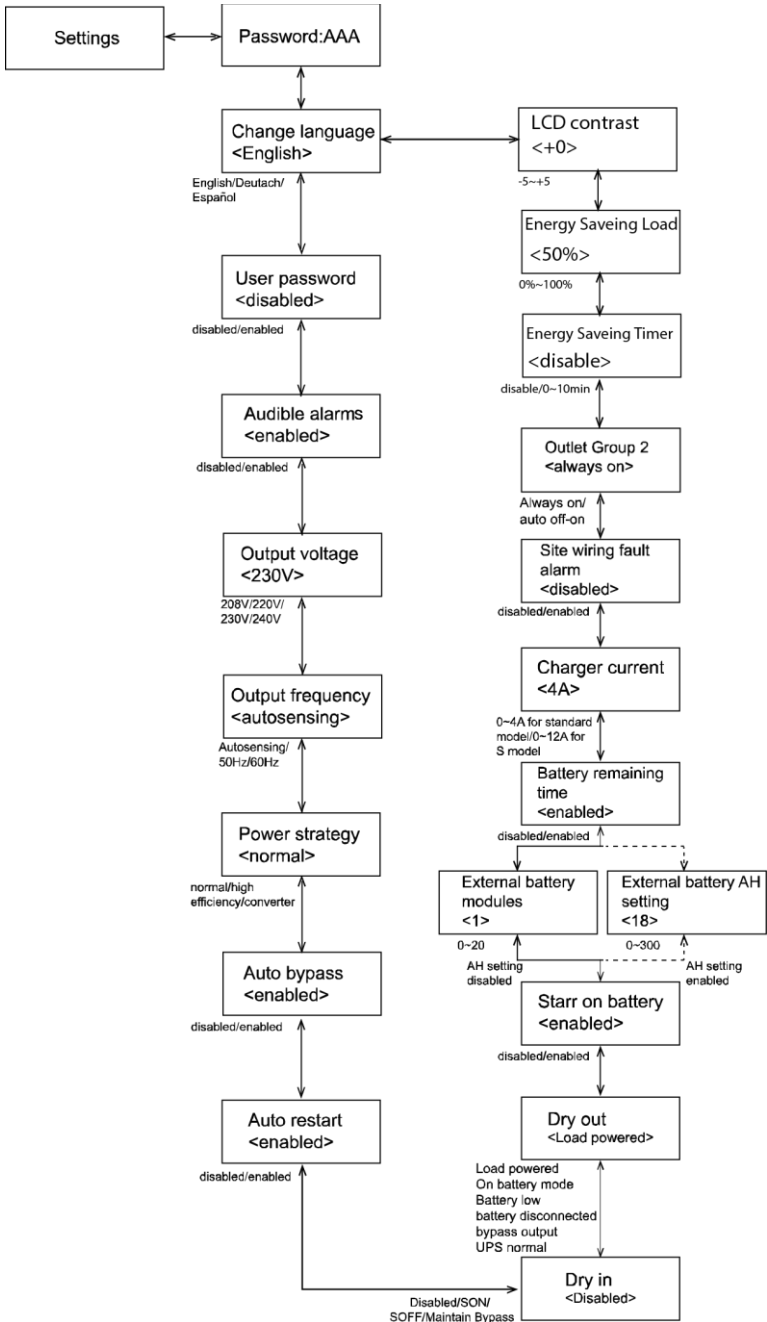 Settings
Password:AAA
Change language
<English>
English/Deutach/
Español
User password
<disabled>
disabled/enabled
Audible alarms
<enabled>
disabled/enabled
Output voltage
<230V>
208V/220V/
230V/240V
Output frequency
<autosensing>
Autosensing/
50Hz/60Hz
Power strategy
<normal>
normal/high
efficiency/converter
Auto bypass
<enabled>
disabled/enabled
Auto restart
<enabled>
disabled/enabled
LCD contrast
<+0>
-5~+5
Energy Saveing Load
<50%>
0%~100%
Energy Saveing Timer
<disable>
disable/0~10min
Outlet Group 2
<always on>
Always on/
auto off-on
Site wiring fault
alarm
<disabled>
disabled/enabled
Charger current
<4A>
0~4A for standard
model/0~12A for
S model
Battery remaining
time
<enabled>
disabled/enabled
External battery
modules
<1>
0~20
AH setting
disabled
External battery AH
setting
<18>
0~300
AH setting
enabled
Starr on battery
<enabled>
disabled/enabled
Dry out
<Load powered>
Load powered
On battery mode
Battery low
battery disconnected
bypass output
UPS normal
Dry in
<Disabled>
Disabled/SON/
SOFF/Maintain Bypass